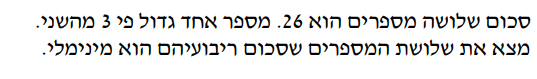 סכום שלושה מספרים הוא 26. מספר אחד גדול פי 3 מהשני.
מצא את שלושת המספרים שסכום ריבועיהם הוא מינימלי.